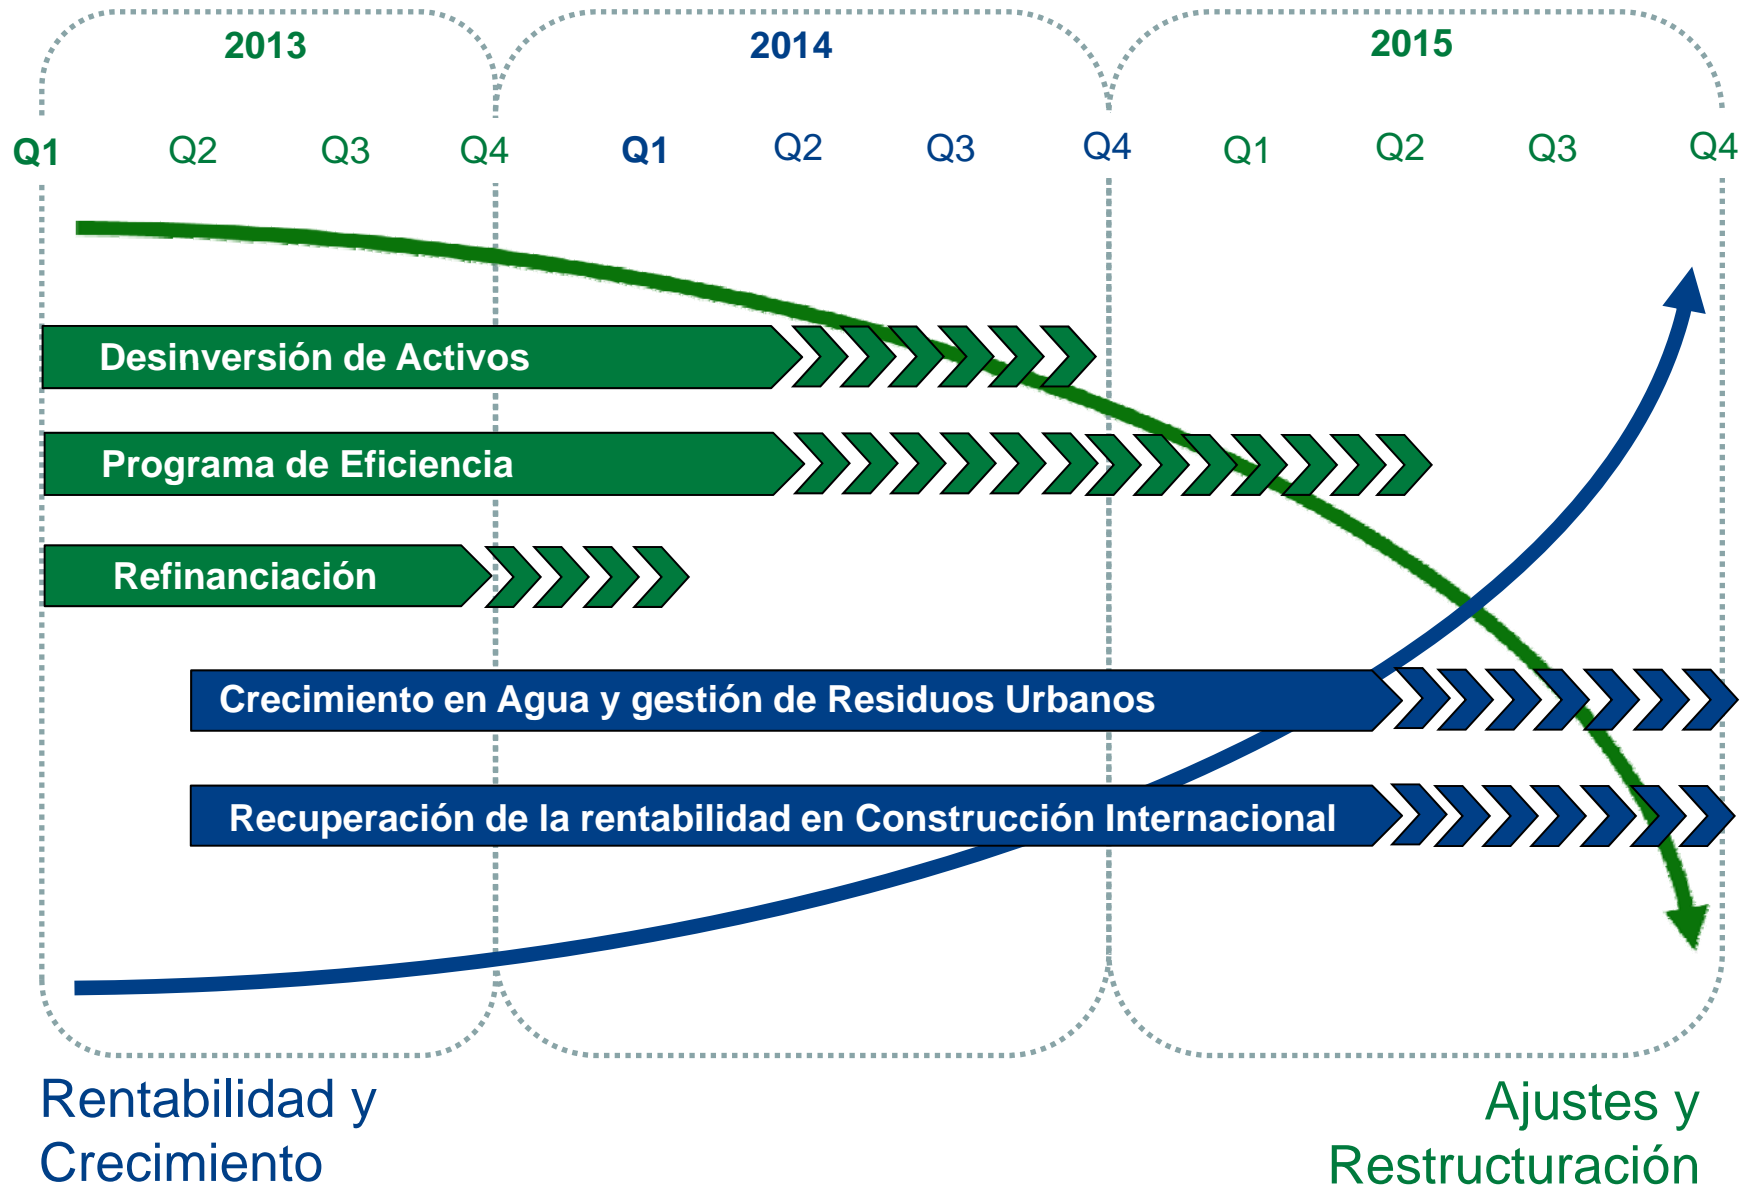 2013 2014 2015
Q1 Q2 Q3 Q4 Q1 Q2 Q3 Q4 Q1 Q2 Q3 Q4
Desinversión de Activos
Programa de Eficiencia
Refinanciación
Crecimiento en Agua y gestión de Residuos Urbanos
Recuperación de la rentabilidad en Construcción Internacional
Rentabilidad y
Crecimiento
Ajustes y
Restructuración